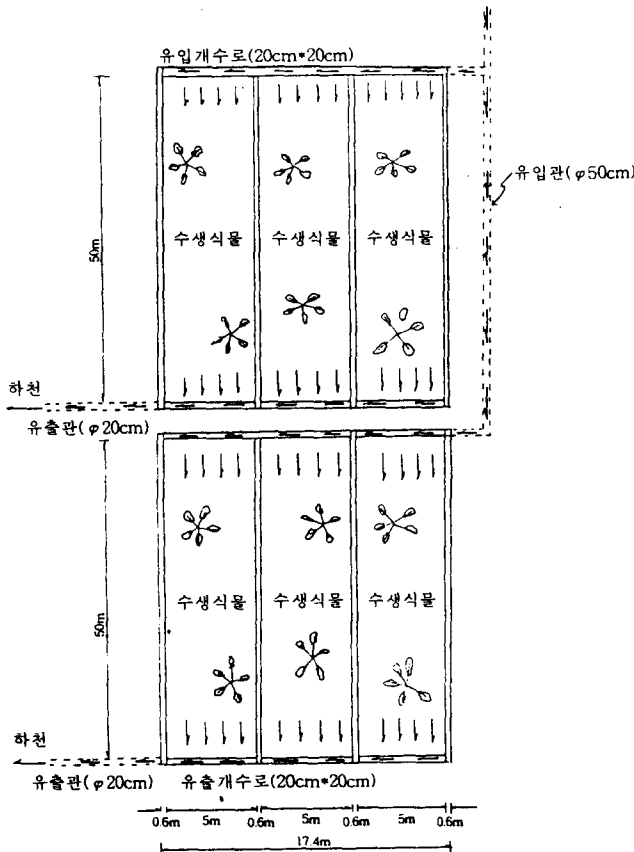 유입개수로(20cm*20cm)
유입관(φ50cm)
수생식물 수생식물 수생식물
50m
하천
유출관(φ20cm)
수생식물 수생식물 수생식물
50m
하천
유출관(φ20cm) 유출개수로(20cm*20cm)
0.6m 5m 0.6m 5m 0.6m 5m 0.6m
17.4m